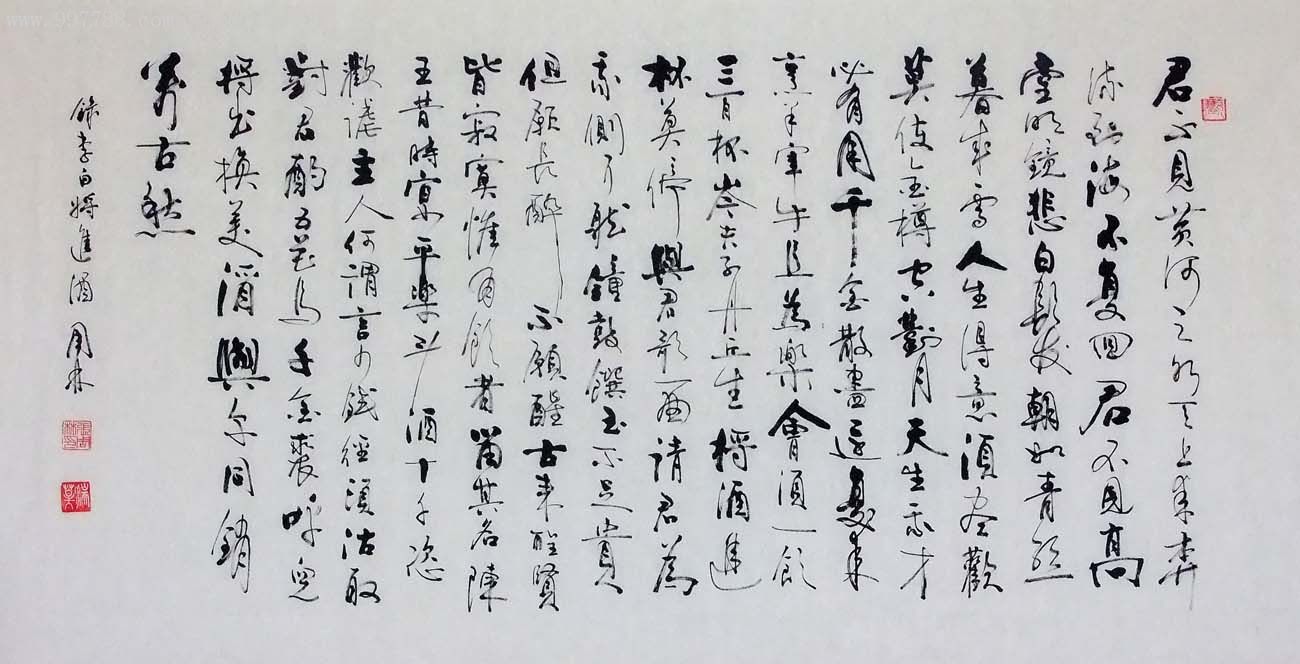 君不見黃河之水天上來奔
流到海不復回君不見高
堂明鏡悲白髮朝如青絲
暮成雪人生得意須盡歡
莫使金樽空對月天生我才
必有用千金散盡還復來
烹羊宰牛且為樂會須一飲
三百杯岑夫子丹丘生將酒進
杯莫停與君歌一曲請君為
我側耳聽鐘鼓饌玉不足貴
但願長醉不願醒古來聖賢
皆寂寞惟有飲者留其名陳
王昔時宴平樂斗酒十千恣
歡謔主人何謂言少錢徑須沽取
對君酌五花馬千金裘呼兒
將出換美酒與爾同銷
萬古愁
錄李白將進酒 周林
www.997788.com